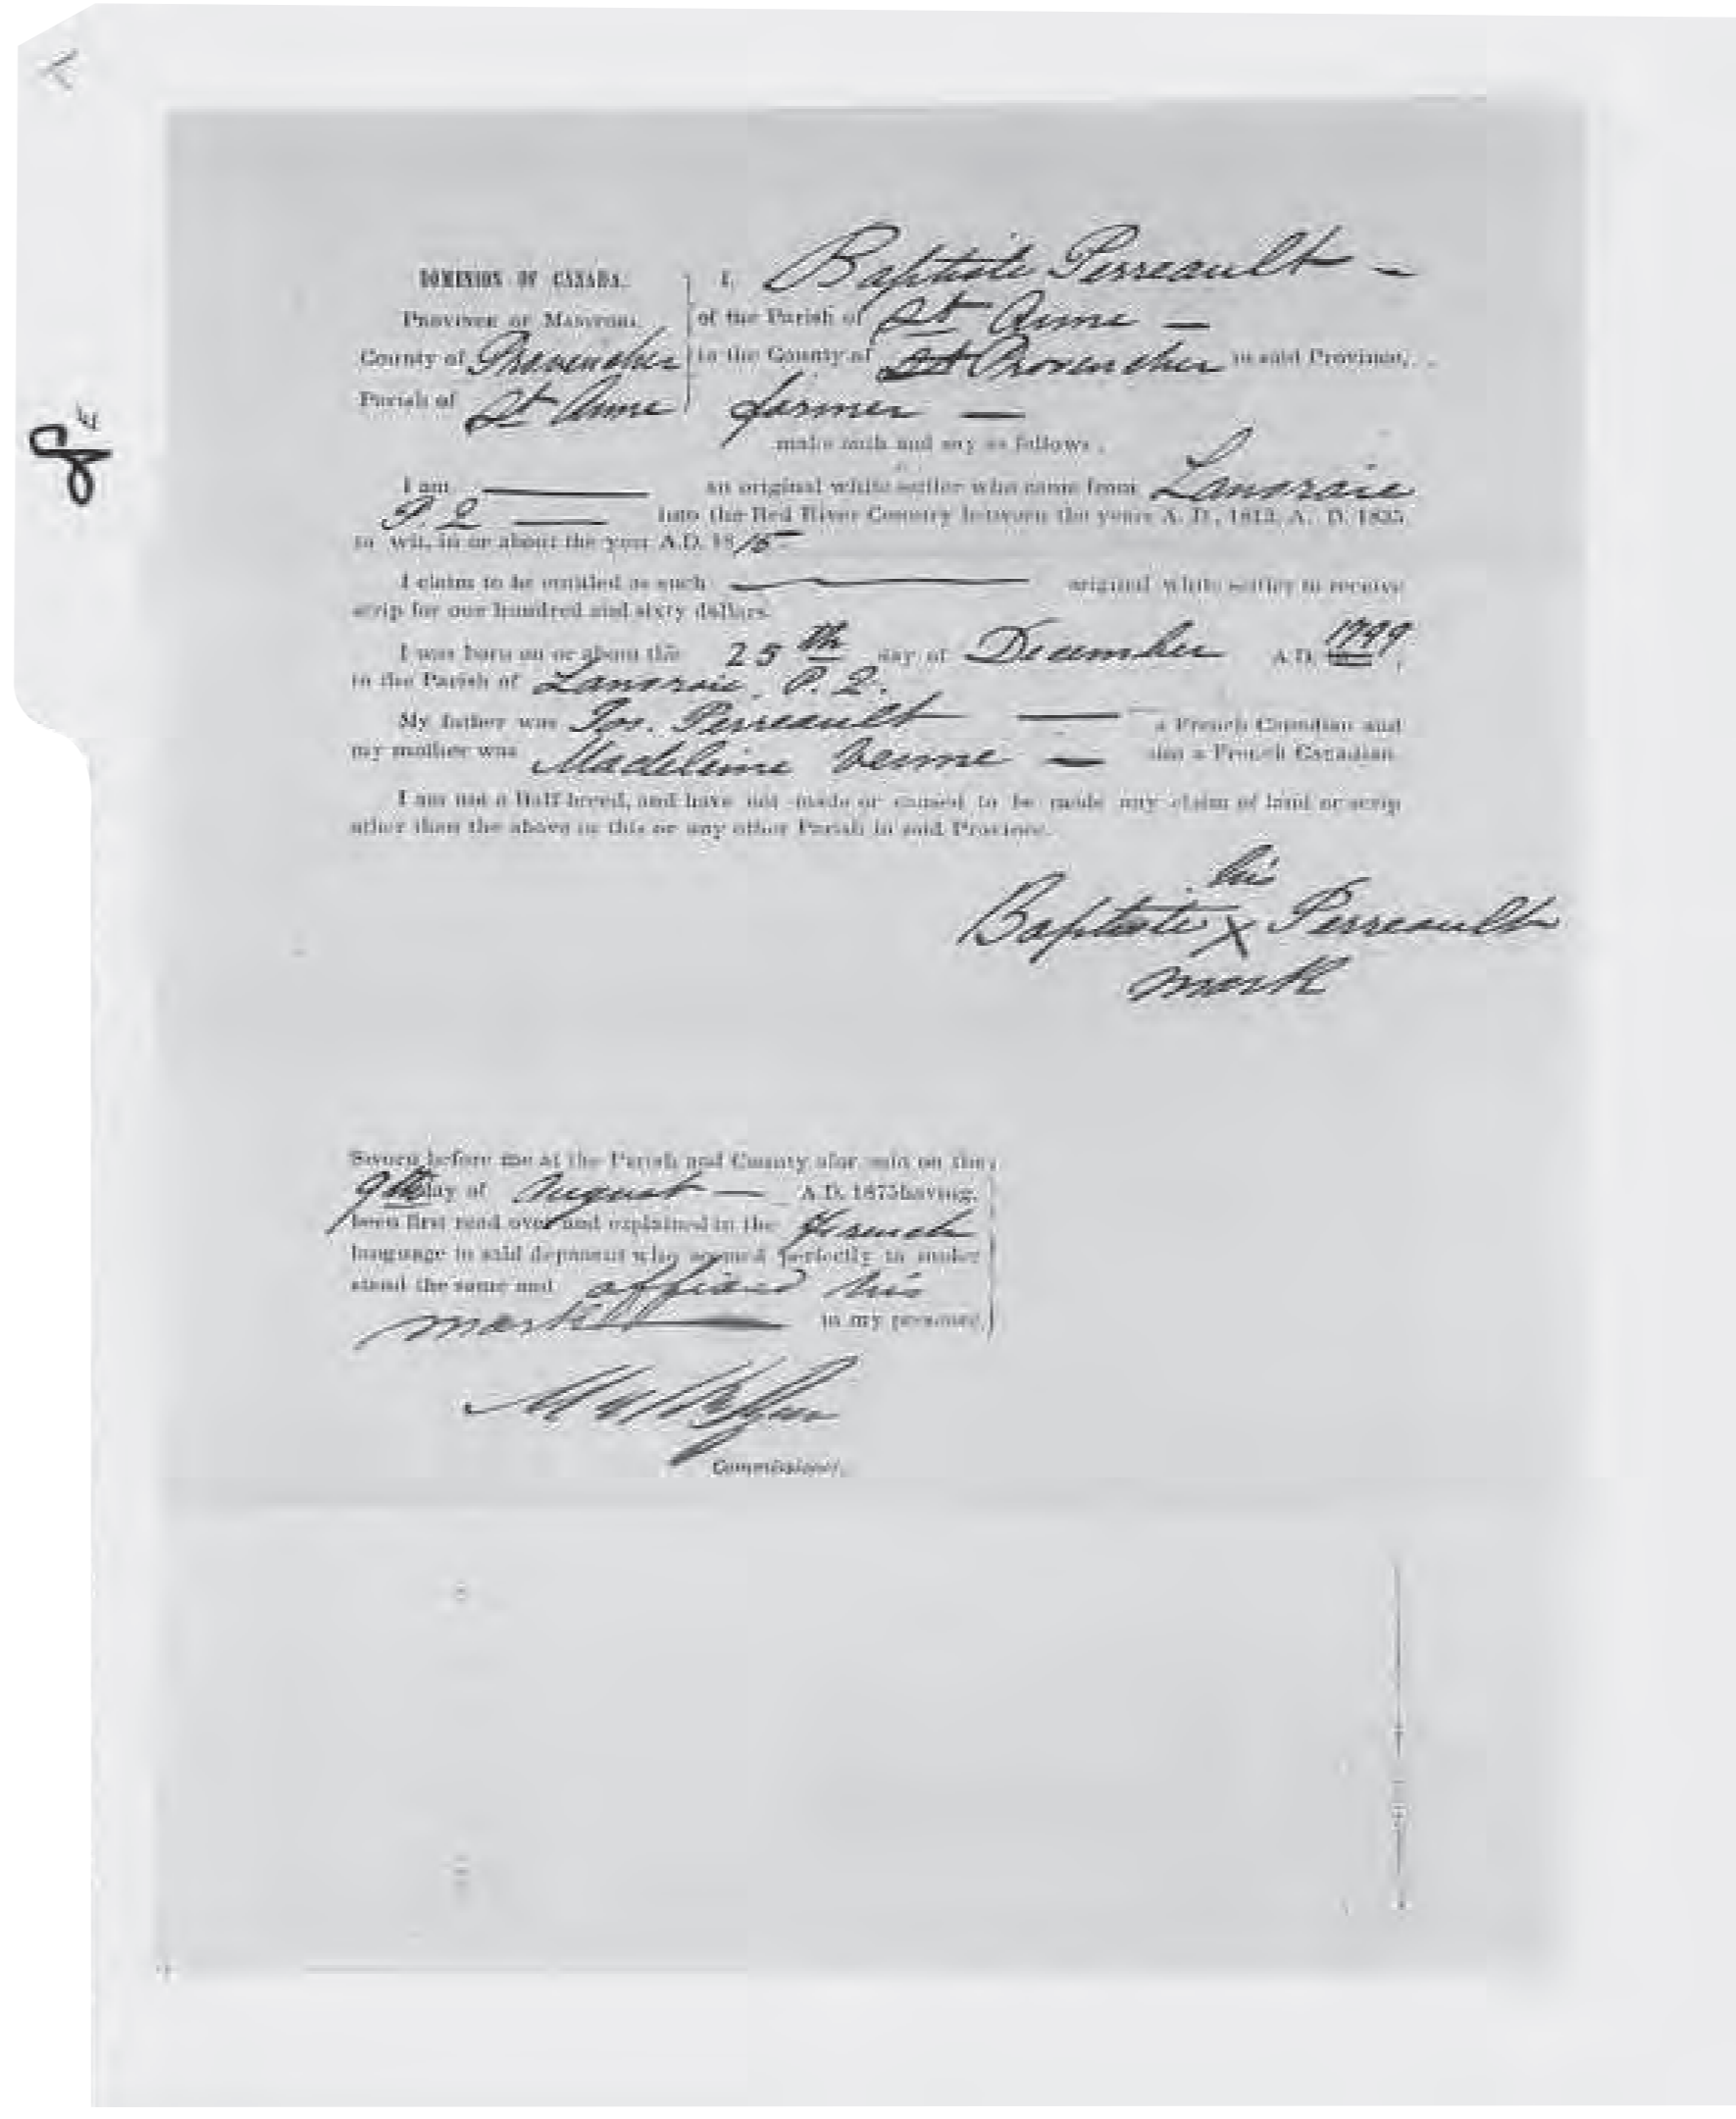 DOMINION OF CANADA.
PROVINCE OF MANITOBA.
County of Provencher
Parish of St Anne
I, Baptiste Perreault —
of the Parish of St Anne —
in the County of St Provencher in said Province,
farmer —
make oath and say as follows,
I am — an original white settler who came from Lanoraie
P. Q — into the Red River Country between the years A. D., 1813, A. D. 1835
to wit, in or about the year A.D. 1815
I claim to be entitled as such — original white settler to receive
scrip for one hundred and sixty dollars.
I was born on or about the 25th day of December A.D. 1799,
in the Parish of Lanoraie, P. Q.
My father was Jos. Perreault — a French Canadian and
my mother was Madeleine Venne — also a French Canadian
I am not a Half breed, and have not made or caused to be made any claim of land or scrip
other than the above in this or any other Parish in said Province.
his
Baptiste X Perreault
mark
Sworn before me at the Parish and County afore said on the
9th day of August — A.D. 1875 having,
been first read over and explained in the French
language to said deponent who seemed perfectly to under
stand the same and affixed his
mark — in my presence,
Commissioner.